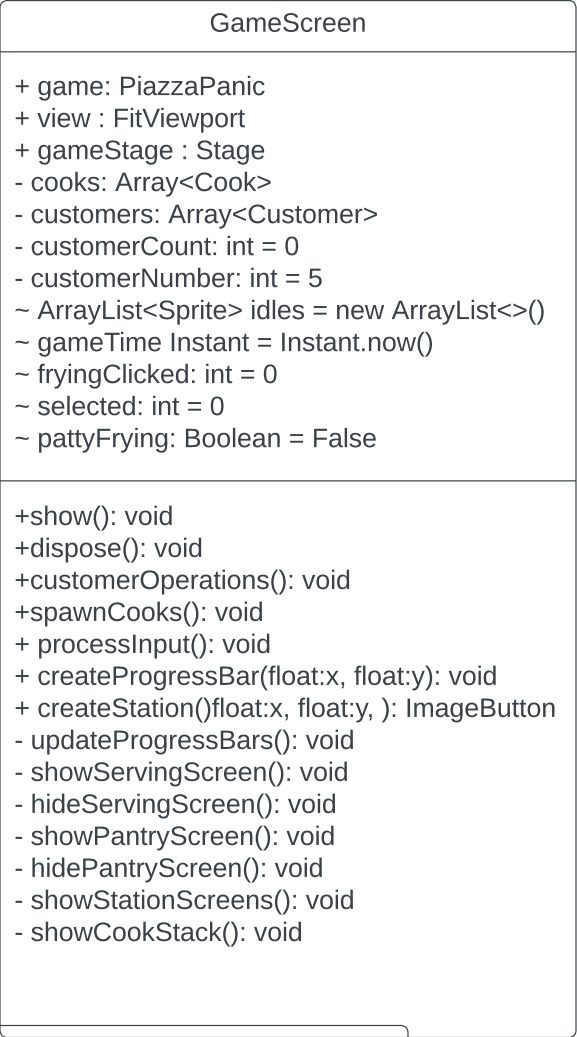 GameScreen
+ game: PiazzaPanic
+ view : FitViewport
+ gameStage : Stage
- cooks: Array<Cook>
- customers: Array<Customer>
- customerCount: int = 0
- customerNumber: int = 5
~ ArrayList<Sprite> idles = new ArrayList<>()
~ gameTime Instant = Instant.now()
~ fryingClicked: int = 0
~ selected: int = 0
~ pattyFrying: Boolean = False
+show(): void
+dispose(): void
+customerOperations(): void
+spawnCooks(): void
+ processInput(): void
+ createProgressBar(float:x, float:y): void
+ createStation()float:x, float:y, ): ImageButton
- updateProgressBars(): void
- showServingScreen(): void
- hideServingScreen(): void
- showPantryScreen(): void
- hidePantryScreen(): void
- showStationScreens(): void
- showCookStack(): void